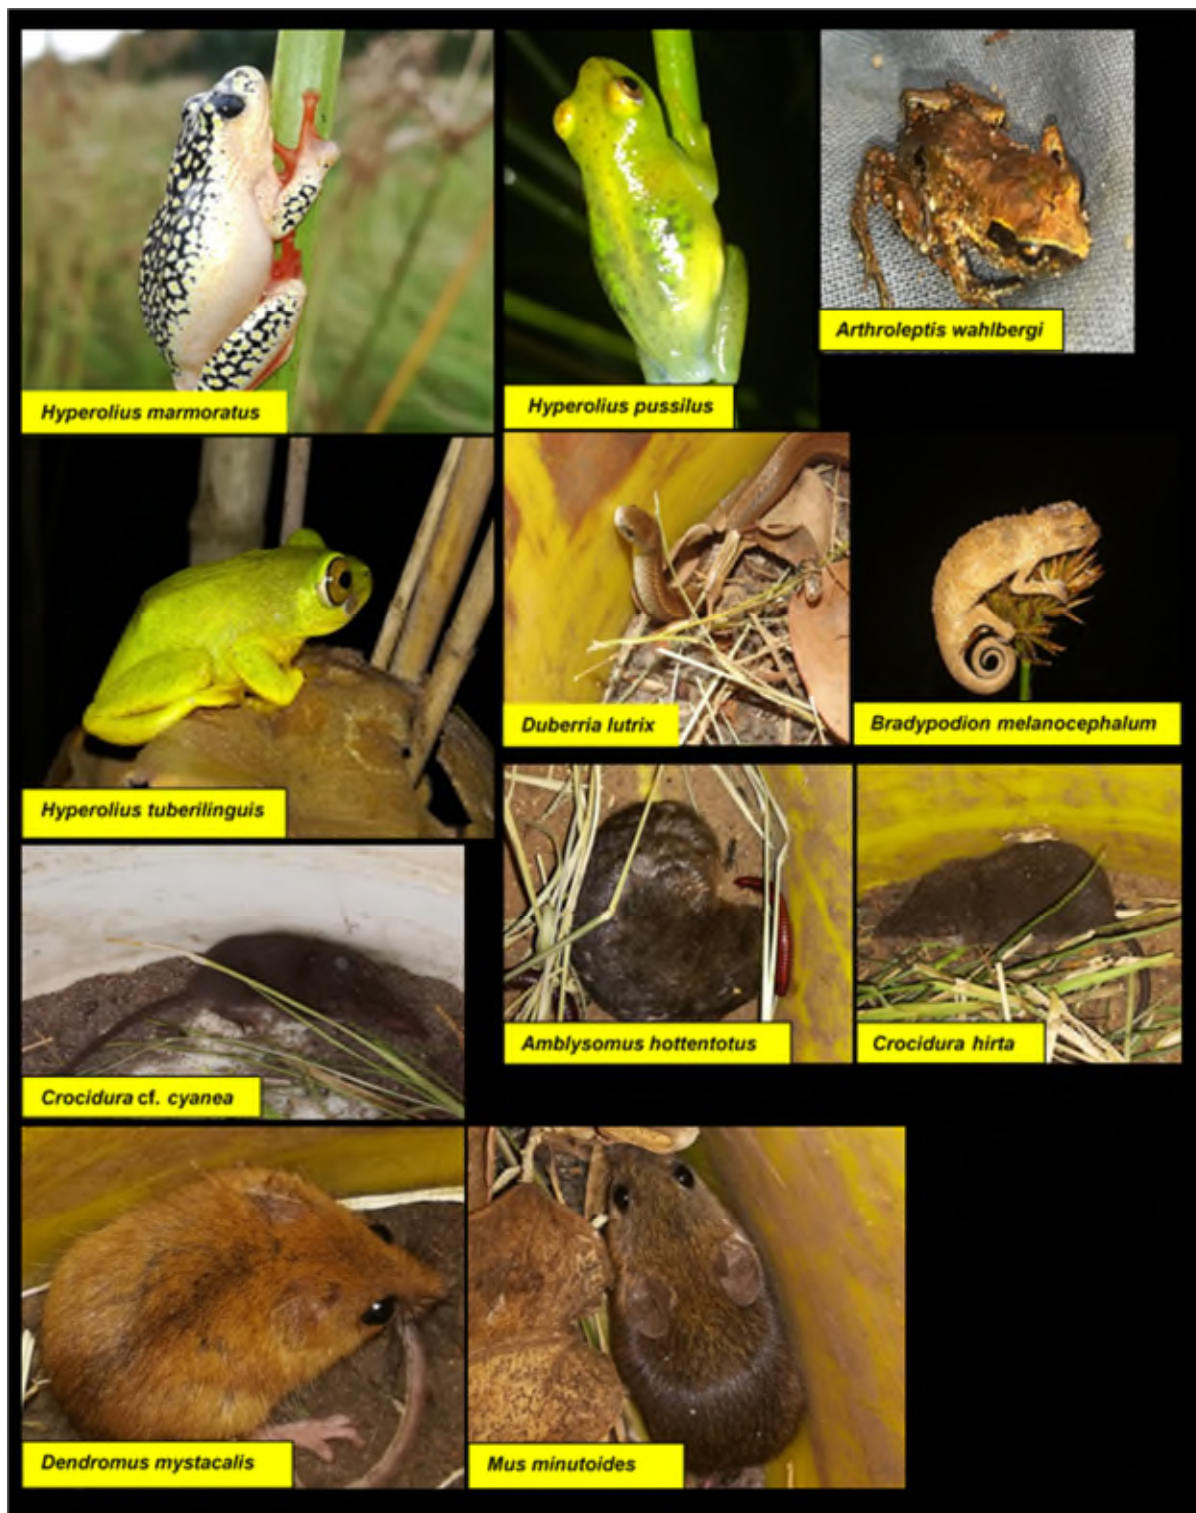 Hyperolius marmoratus
Hyperolius pussilus
Arthroleptis wahlbergi
Hyperolius tuberilinguis
Duberria lutrix
Bradypodion melanocephalum
Crocidura cf. cyanea
Amblysomus hottentotus
Crocidura hirta
Dendromus mystacalis
Mus minutoides